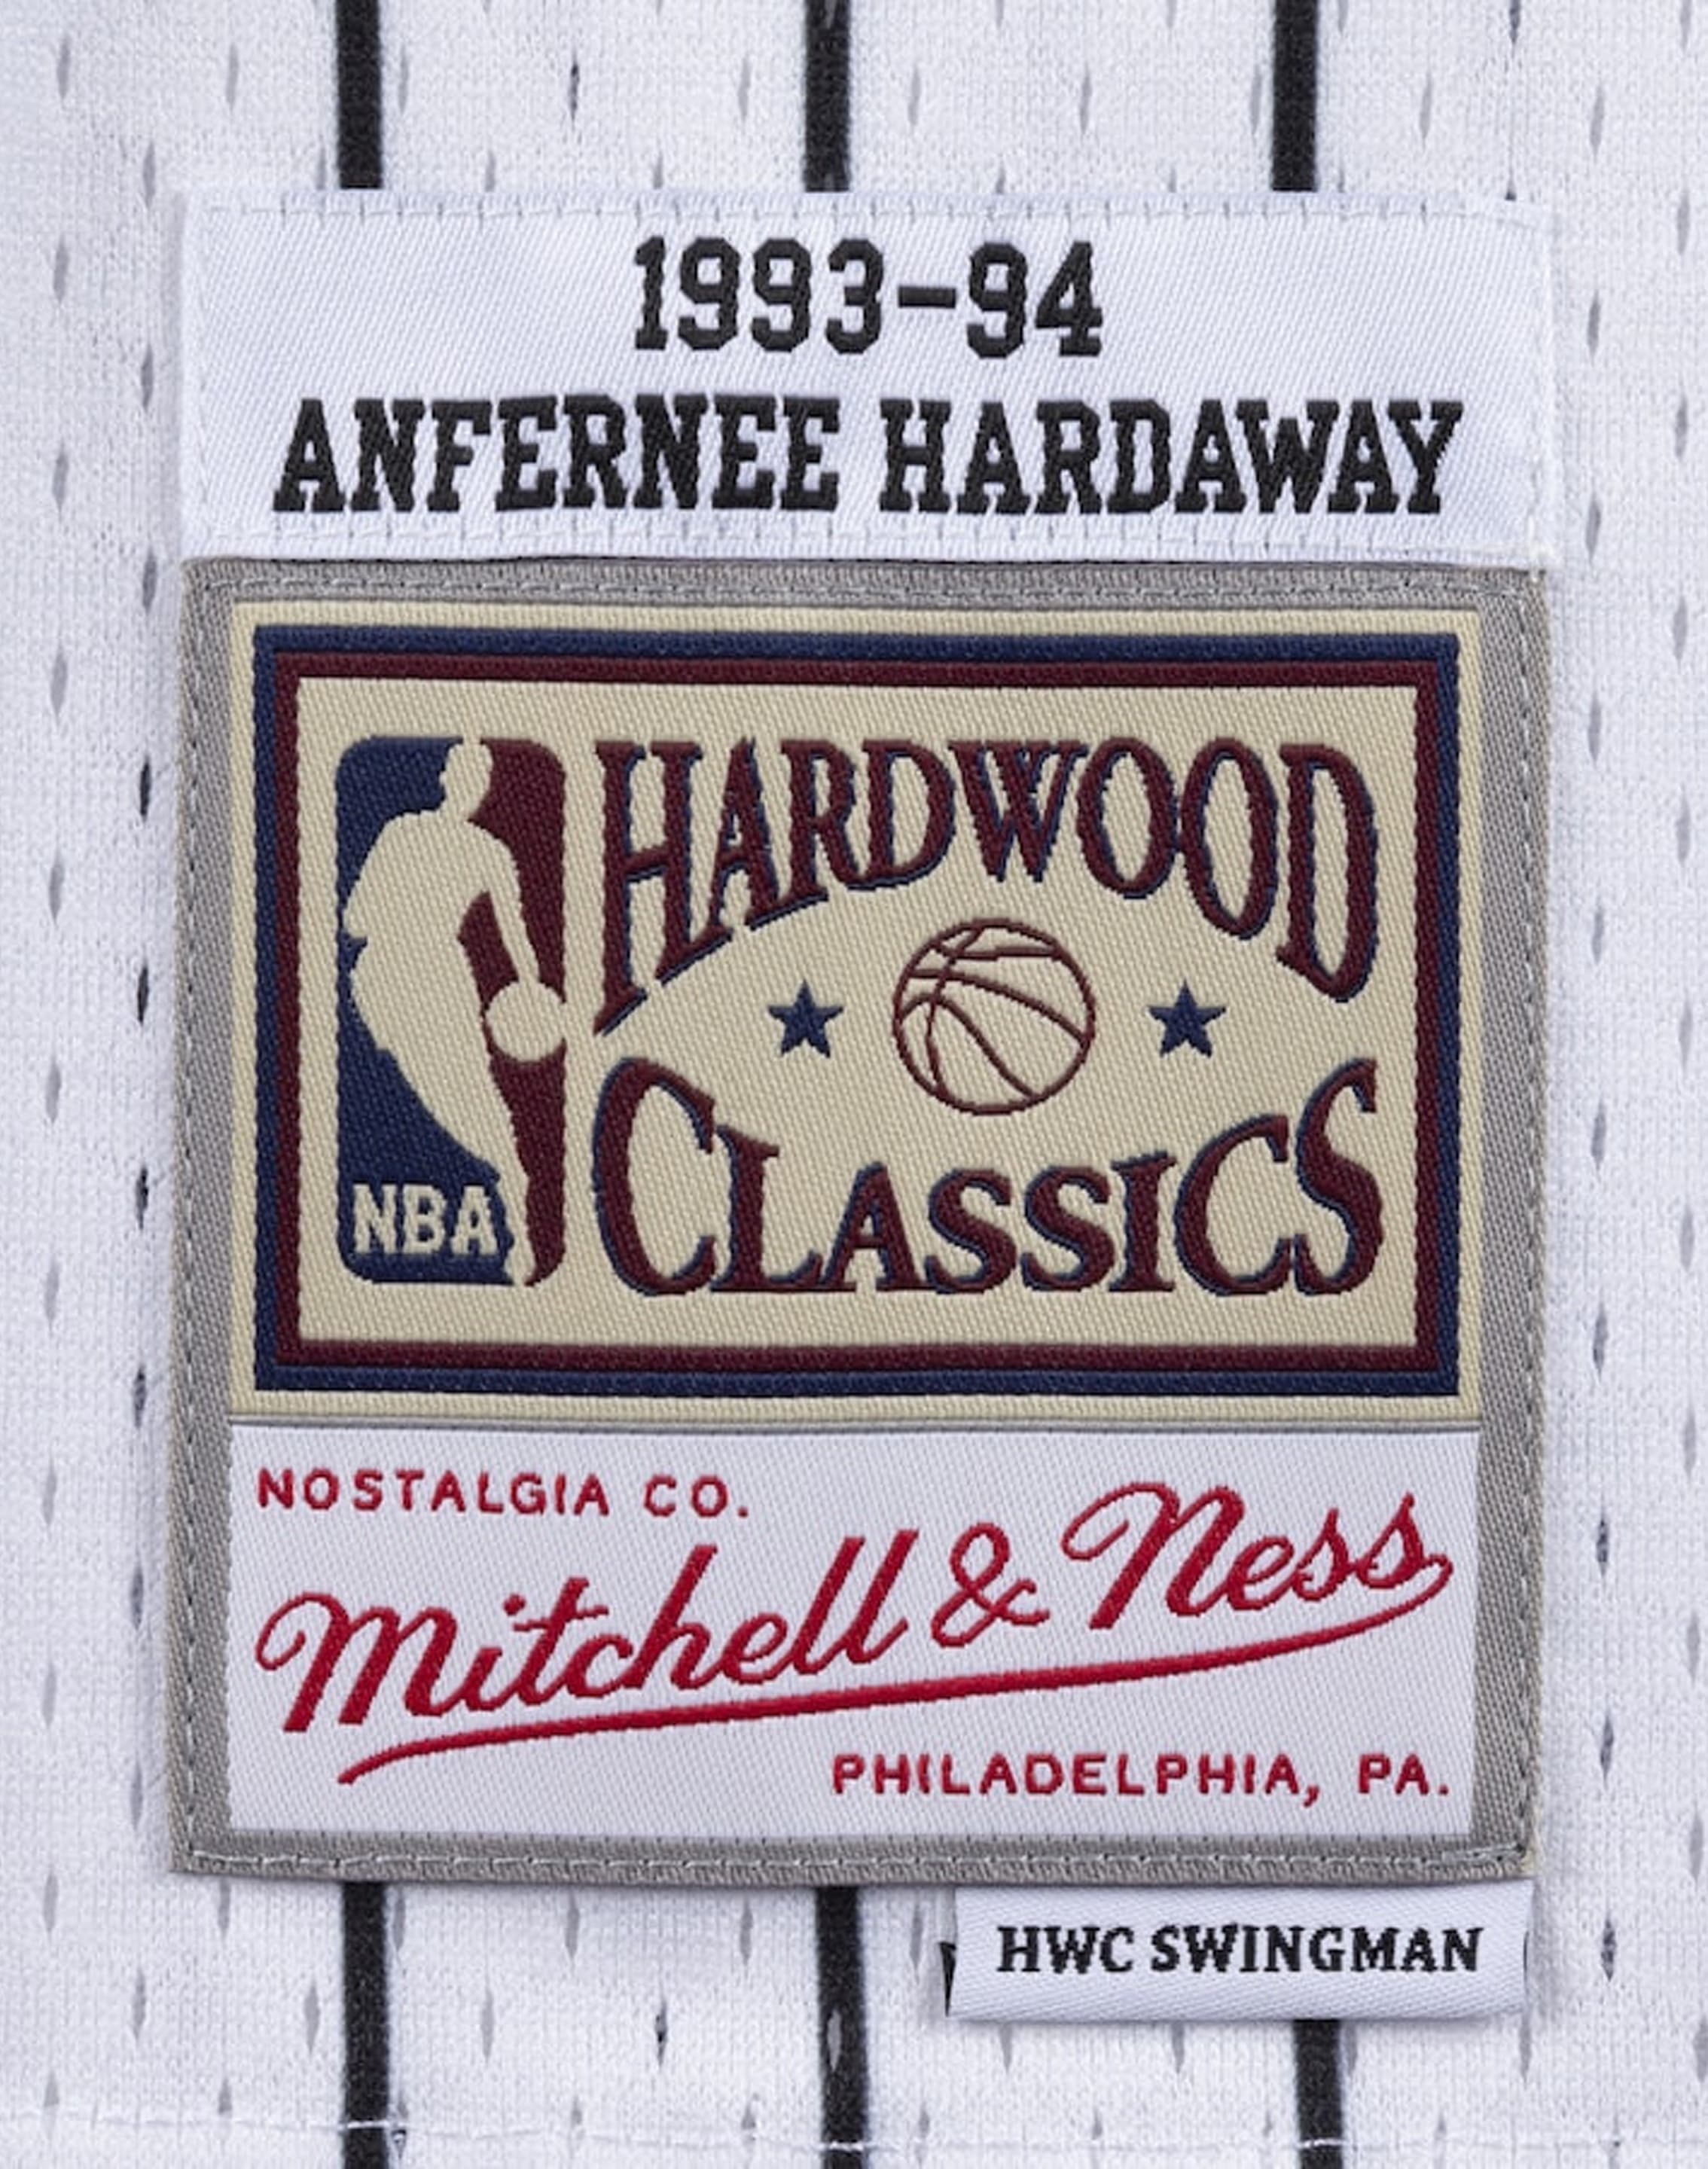 1993-94
ANFERNEE HARDAWAY
HARDWOOD
CLASSICS
NBA
NOSTALGIA CO.
Mitchell & Ness
PHILADELPHIA, PA.
HWC SWINGMAN